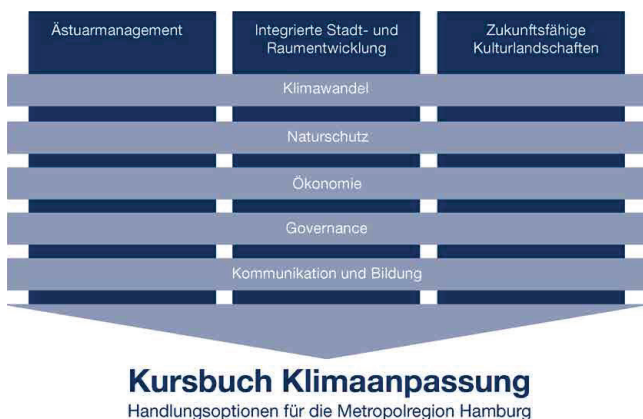 Ästuarmanagement
Integrierte Stadt- und
Raumentwicklung
Zukunftsfähige
Kulturlandschaften
Klimawandel
Naturschutz
Ökonomie
Governance
Kommunikation und Bildung
Kursbuch Klimaanpassung
Handlungsoptionen für die Metropolregion Hamburg